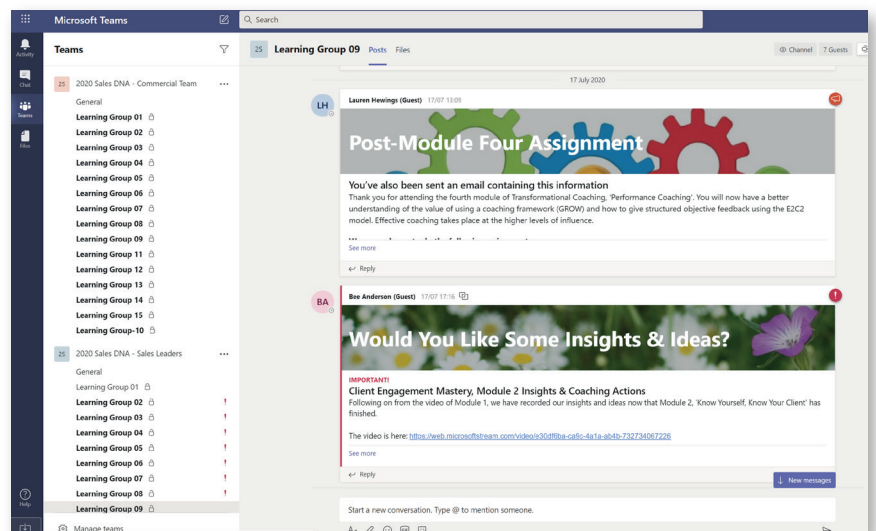 Microsoft Teams
Search
Activity
Chat
Teams
Files
Help
Teams
2S 2020 Sales DNA - Commercial Team ...
General
Learning Group 01
Learning Group 02
Learning Group 03
Learning Group 04
Learning Group 05
Learning Group 06
Learning Group 07
Learning Group 08
Learning Group 09
Learning Group 11
Learning Group 12
Learning Group 13
Learning Group 14
Learning Group 15
Learning Group-10
2S 2020 Sales DNA - Sales Leaders ...
General
Learning Group 01
Learning Group 02 !
Learning Group 03 !
Learning Group 04 !
Learning Group 05 !
Learning Group 06 !
Learning Group 07 !
Learning Group 08 !
Learning Group 09
Manage teams
2S Learning Group 09 Posts Files
Channel 7 Guests
17 July 2020
LH Lauren Hewings (Guest) 17/07 13:09
Post-Module Four Assignment
You've also been sent an email containing this information
Thank you for attending the fourth module of Transformational Coaching, 'Performance Coaching'. You will now have a better
understanding of the value of using a coaching framework (GROW) and how to give structured objective feedback using the E2C2
model. Effective coaching takes place at the higher levels of influence.
See more
Reply
BA Bee Anderson (Guest) 17/07 17:16 !
Would You Like Some Insights & Ideas?
IMPORTANT!
Client Engagement Mastery, Module 2 Insights & Coaching Actions
Following on from the video of Module 1, we have recorded our insights and ideas now that Module 2, 'Know Yourself, Know Your Client' has
finished.
The video is here: https://web.microsoftstream.com/video/e30df6ba-ca9c-4a1a-ab4b-732734067226
See more
Reply
New messages
Start a new conversation. Type @ to mention someone.